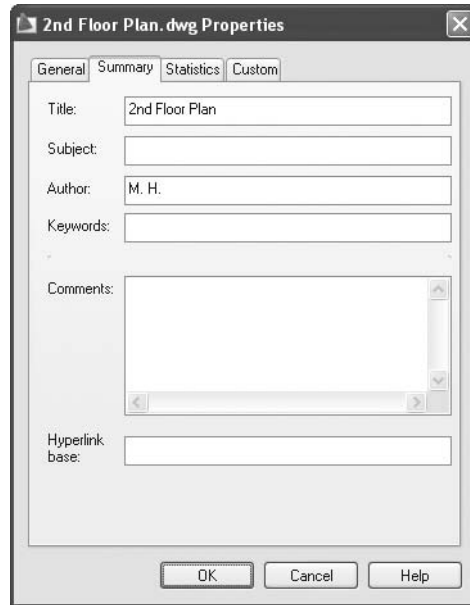 2nd Floor Plan.dwg Properties
General Summary Statistics Custom
Title: 2nd Floor Plan
Subject:
Author: M. H.
Keywords:
Comments:
Hyperlink
base:
OK Cancel Help